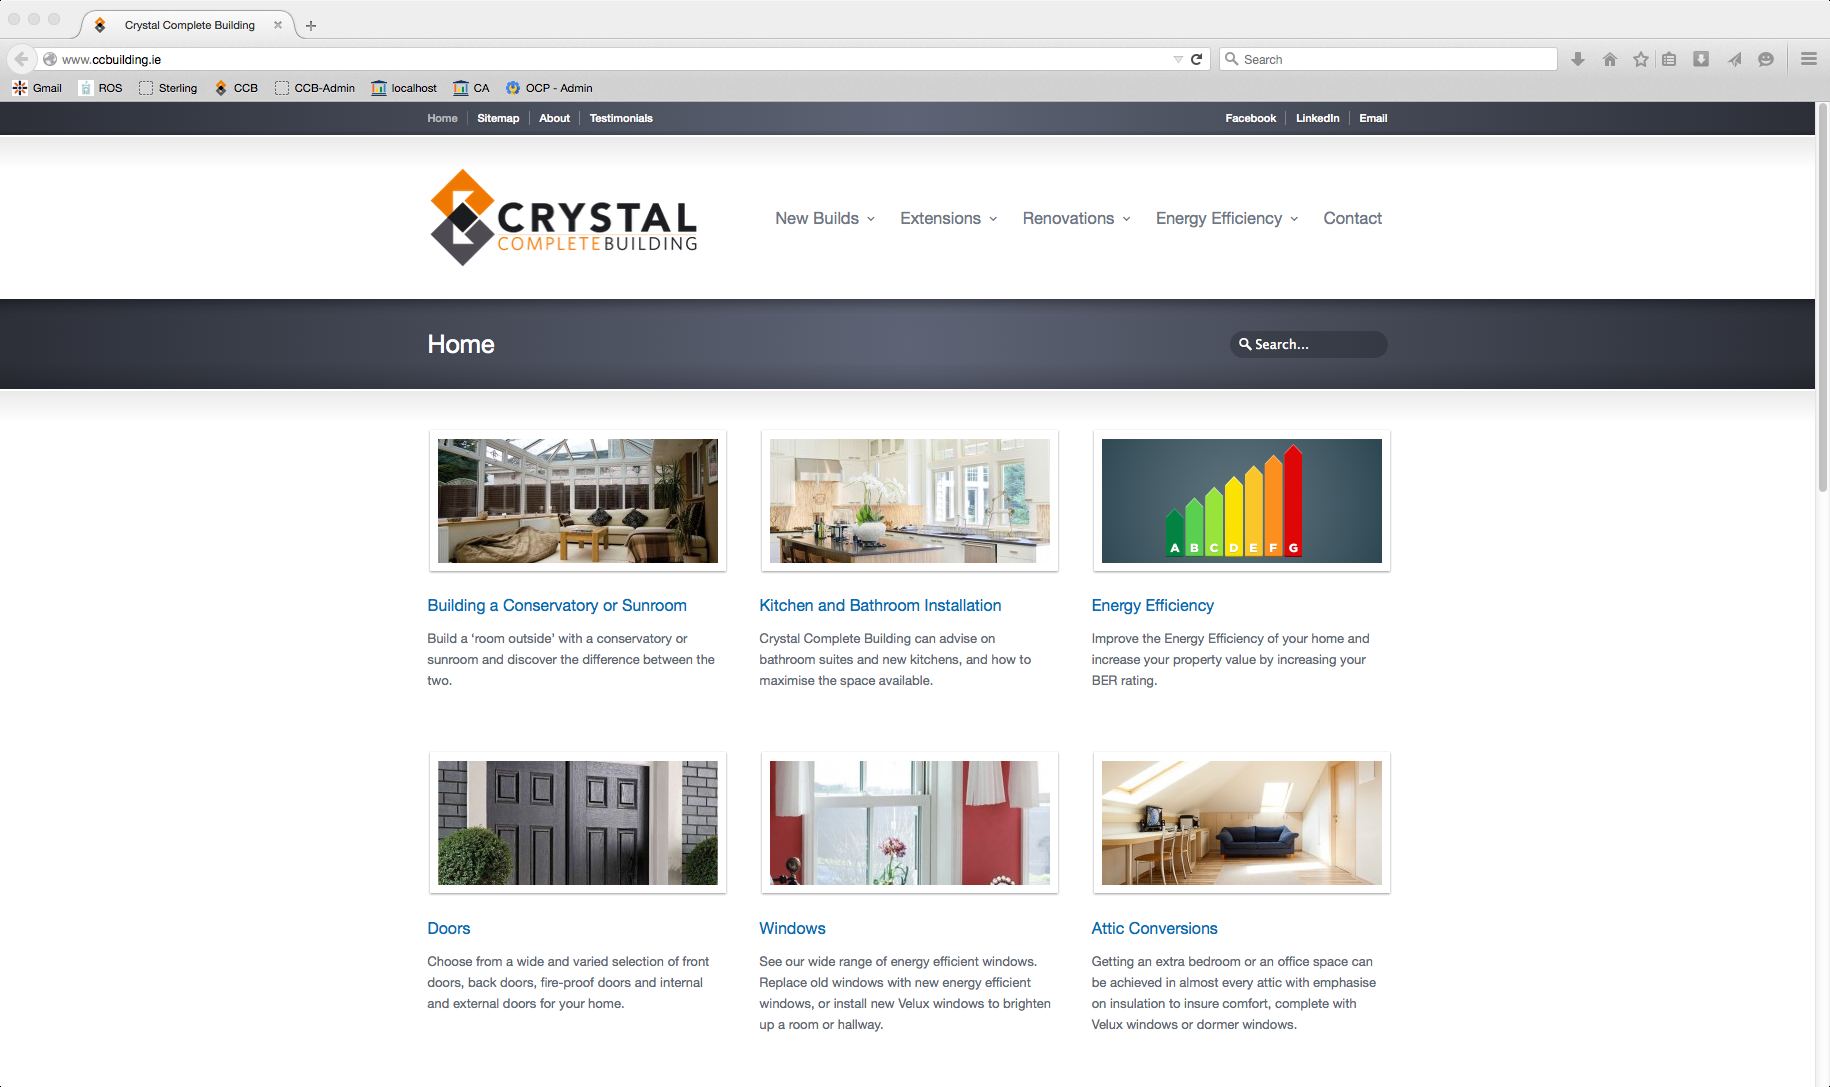 Crystal Complete Building
www.ccbuilding.ie
Search
Gmail
ROS
Sterling
CCB
CCB-Admin
localhost
CA
OCP - Admin
Home
Sitemap
About
Testimonials
Facebook
LinkedIn
Email
CRYSTAL
COMPLETEBUILDING
New Builds
Extensions
Renovations
Energy Efficiency
Contact
Home
Search...
A B C D E F G
Building a Conservatory or Sunroom
Build a ‘room outside’ with a conservatory or
sunroom and discover the difference between the
two.
Kitchen and Bathroom Installation
Crystal Complete Building can advise on
bathroom suites and new kitchens, and how to
maximise the space available.
Energy Efficiency
Improve the Energy Efficiency of your home and
increase your property value by increasing your
BER rating.
Doors
Choose from a wide and varied selection of front
doors, back doors, fire-proof doors and internal
and external doors for your home.
Windows
See our wide range of energy efficient windows.
Replace old windows with new energy efficient
windows, or install new Velux windows to brighten
up a room or hallway.
Attic Conversions
Getting an extra bedroom or an office space can
be achieved in almost every attic with emphasise
on insulation to insure comfort, complete with
Velux windows or dormer windows.